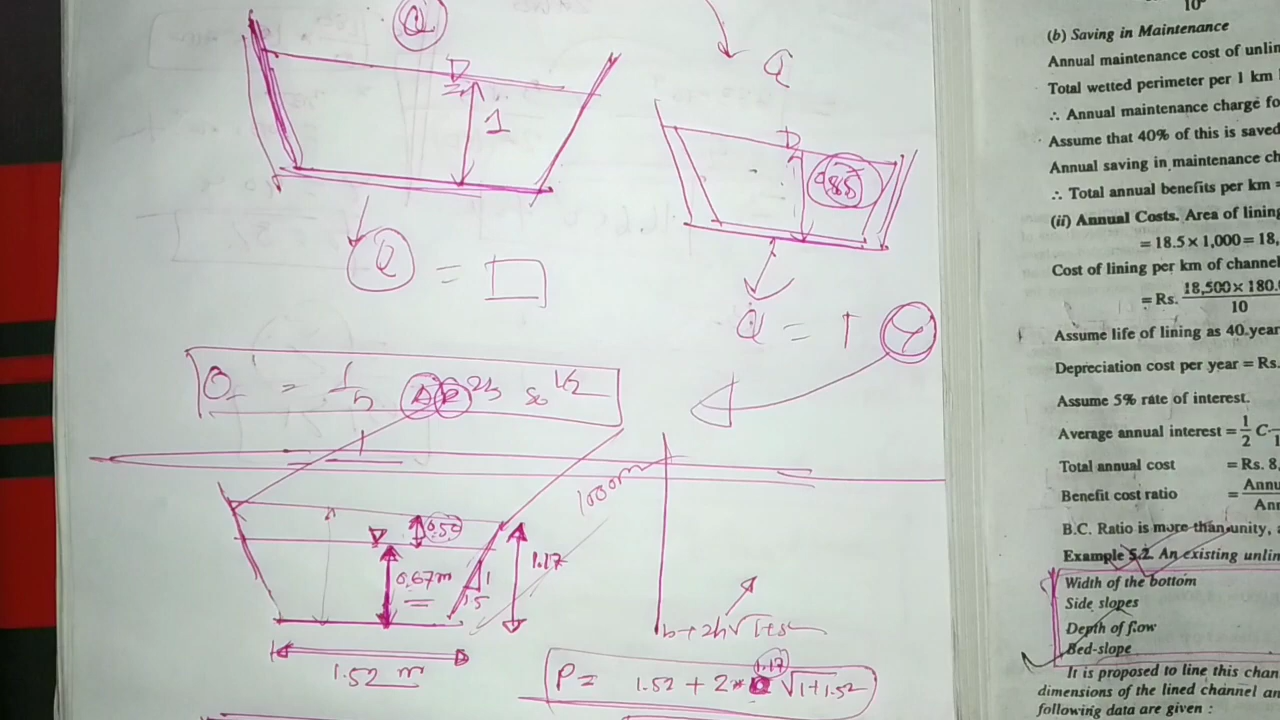 Q
1
Q =
Q
0.85
Q = 1 Y
Q = 1/n A R^2/3 So^1/2
1000m
0.50
1.17
0.67m
1
1.5
1.52 m
b+2h√1+s²
1.17
P = 1.52 + 2* √1+1.5²
10
(b) Saving in Maintenance
Annual maintenance cost of unlin
Total wetted perimeter per 1 km
∴ Annual maintenance charge fo
Assume that 40% of this is saved
Annual saving in maintenance ch
∴ Total annual benefits per km =
(ii) Annual Costs. Area of lining
= 18.5 × 1,000 = 18,
Cost of lining per km of channel
= Rs. 18,500 × 180.
10
Assume life of lining as 40 year
Depreciation cost per year = Rs.
Assume 5% rate of interest.
Average annual interest = 1/2 C
Total annual cost = Rs. 8,
Benefit cost ratio = Annu
Ann
B.C. Ratio is more than unity,
Example 5.2. An existing unlin
Width of the bottom
Side slopes
Depth of flow
Bed-slope
It is proposed to line this chan
dimensions of the lined channel an
following data are given :